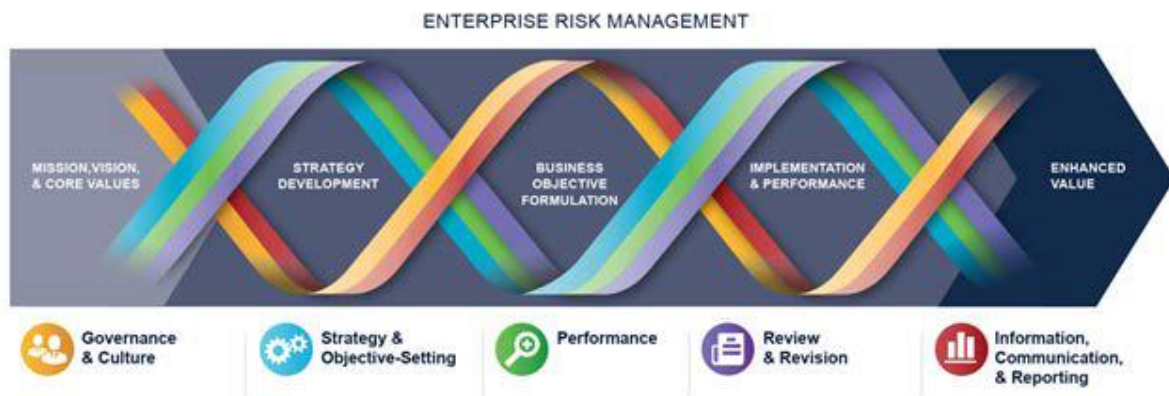 ENTERPRISE RISK MANAGEMENT
MISSION,VISION,
& CORE VALUES
STRATEGY
DEVELOPMENT
BUSINESS
OBJECTIVE
FORMULATION
IMPLEMENTATION
& PERFORMANCE
ENHANCED
VALUE
Governance
& Culture
Strategy &
Objective-Setting
Performance
Review
& Revision
Information,
Communication,
& Reporting